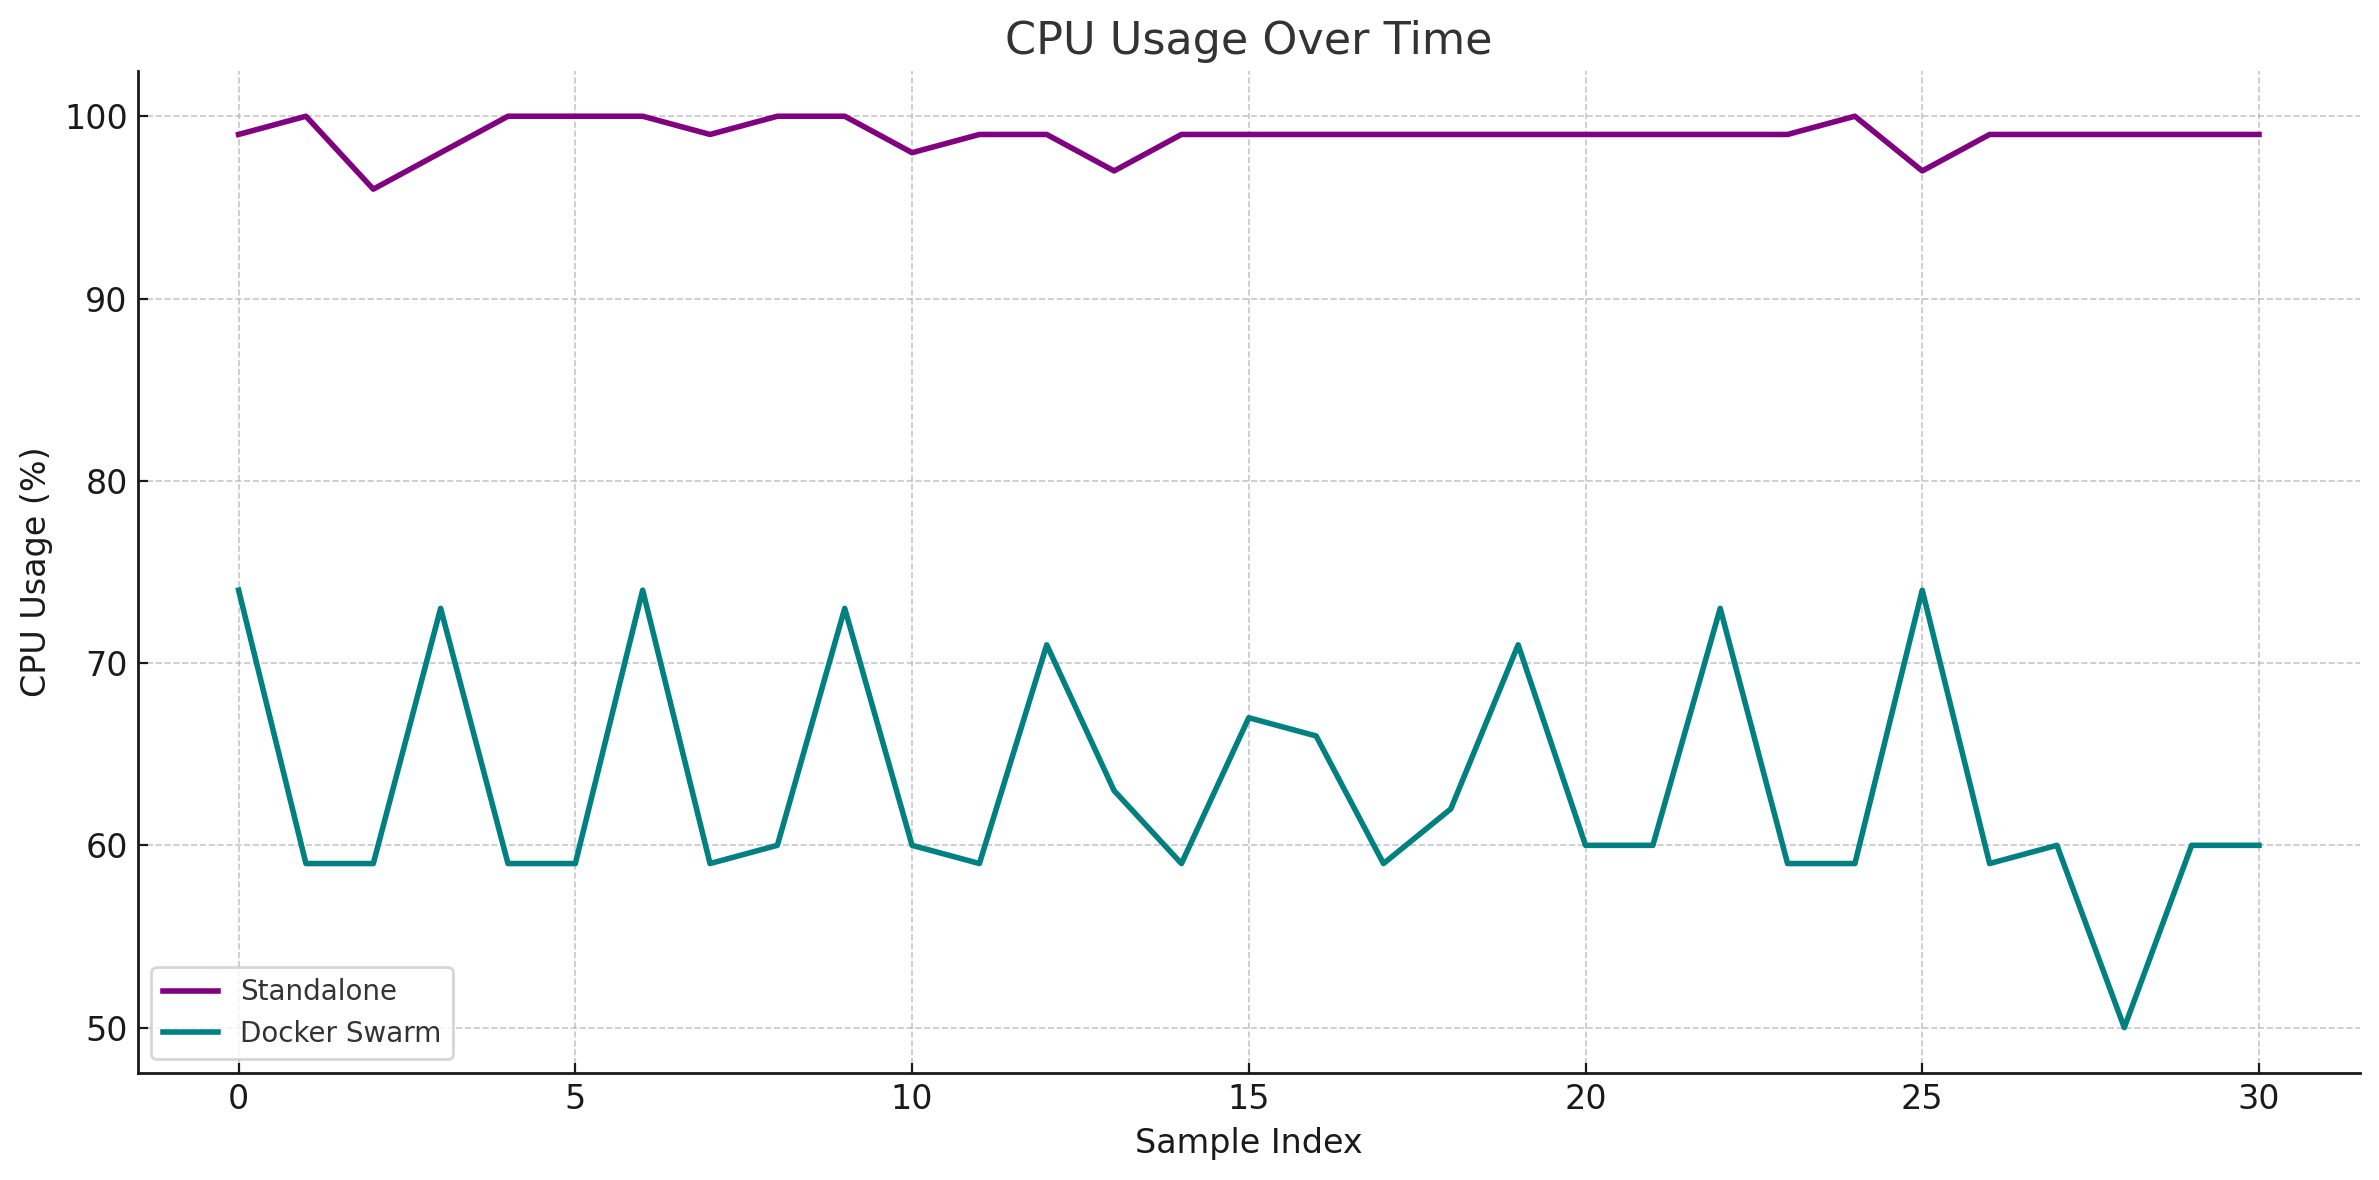 CPU Usage Over Time
CPU Usage (%)
100
90
80
70
60
50
Standalone
Docker Swarm
0 5 10 15 20 25 30
Sample Index